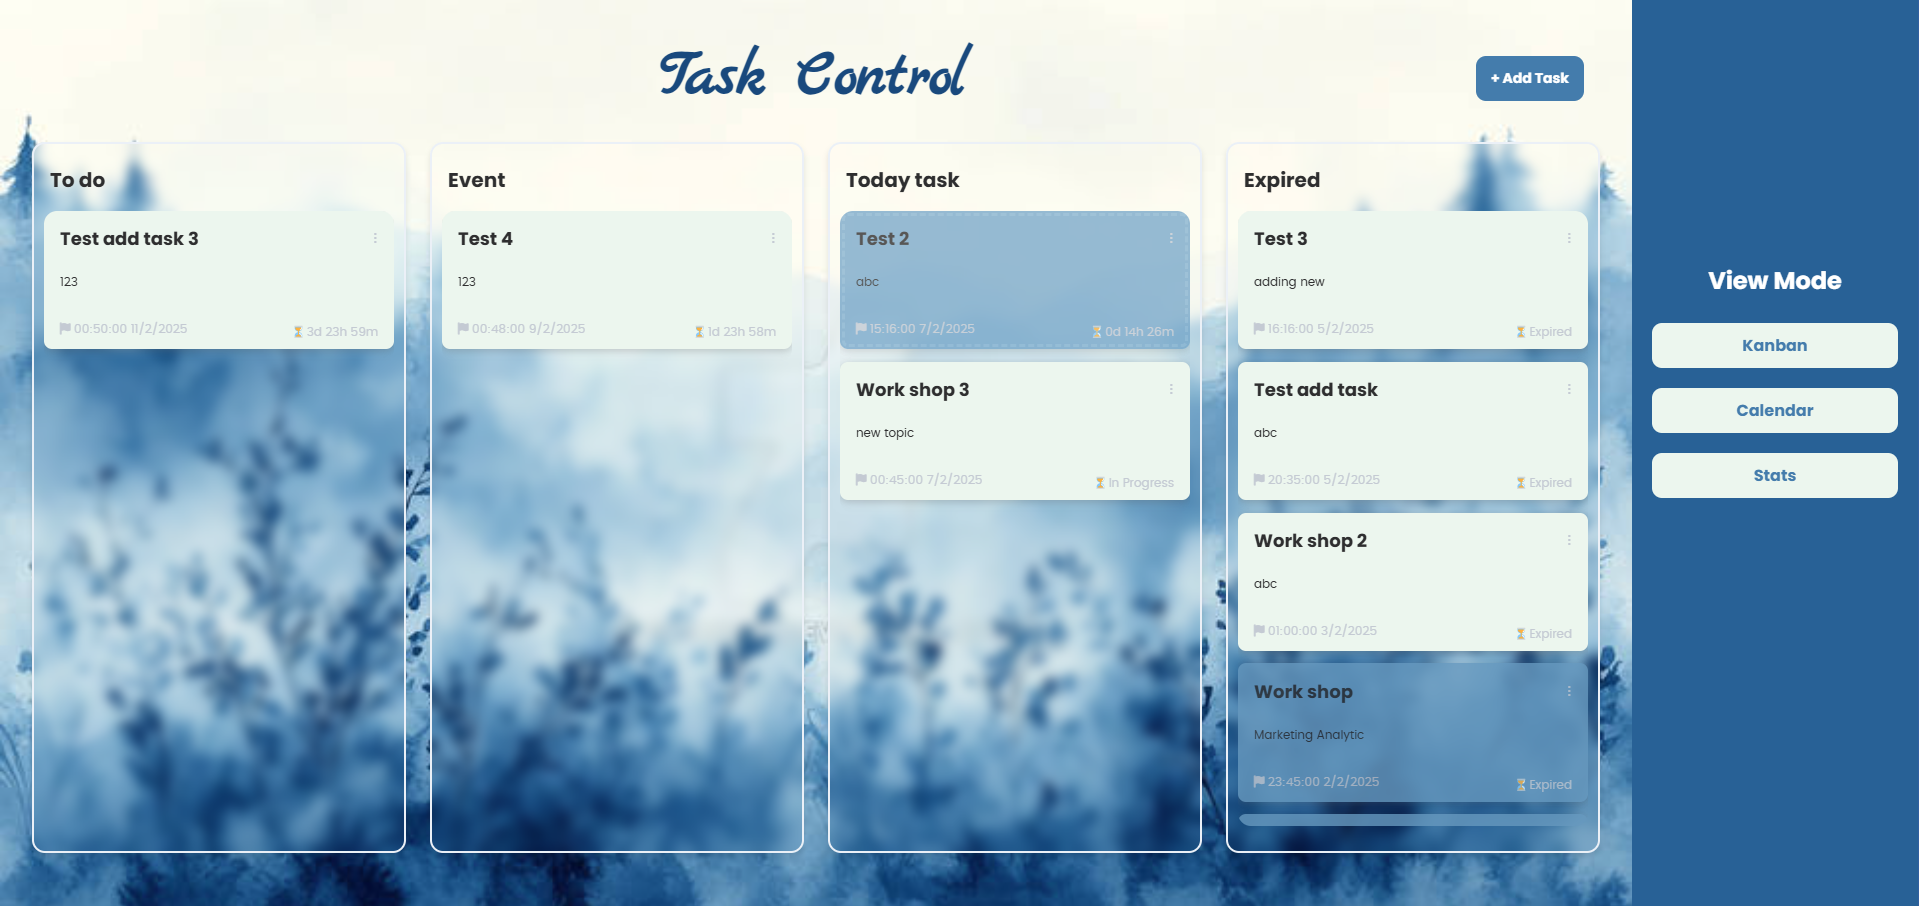 Task Control
+ Add Task
To do
Test add task 3
123
00:50:00 11/2/2025
3d 23h 59m
Event
Test 4
123
00:48:00 9/2/2025
1d 23h 58m
Today task
Test 2
abc
15:16:00 7/2/2025
0d 14h 26m
Work shop 3
new topic
00:45:00 7/2/2025
In Progress
Expired
Test 3
adding new
16:16:00 5/2/2025
Expired
Test add task
abc
20:35:00 5/2/2025
Expired
Work shop 2
abc
01:00:00 3/2/2025
Expired
Work shop
Marketing Analytic
23:45:00 2/2/2025
Expired
View Mode
Kanban
Calendar
Stats